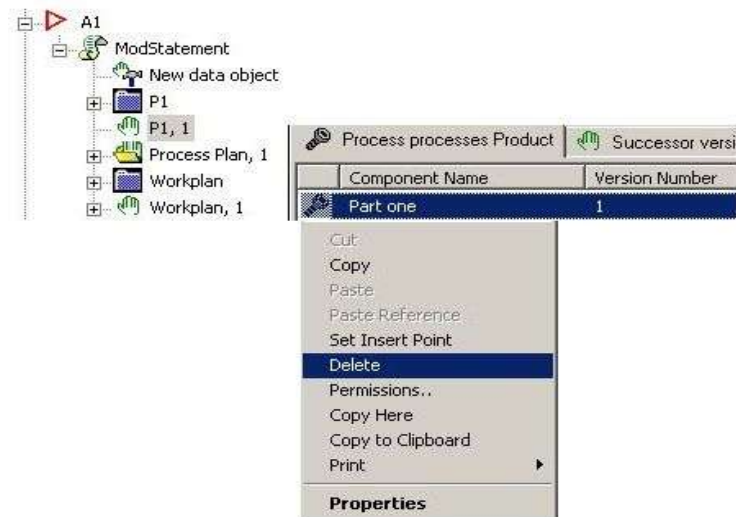 A1
ModStatement
New data object
P1
P1, 1
Process Plan, 1
Workplan
Workplan, 1
Process processes Product
Successor versi
Component Name
Version Number
Part one
1
Cut
Copy
Paste
Paste Reference
Set Insert Point
Delete
Permissions..
Copy Here
Copy to Clipboard
Print
Properties